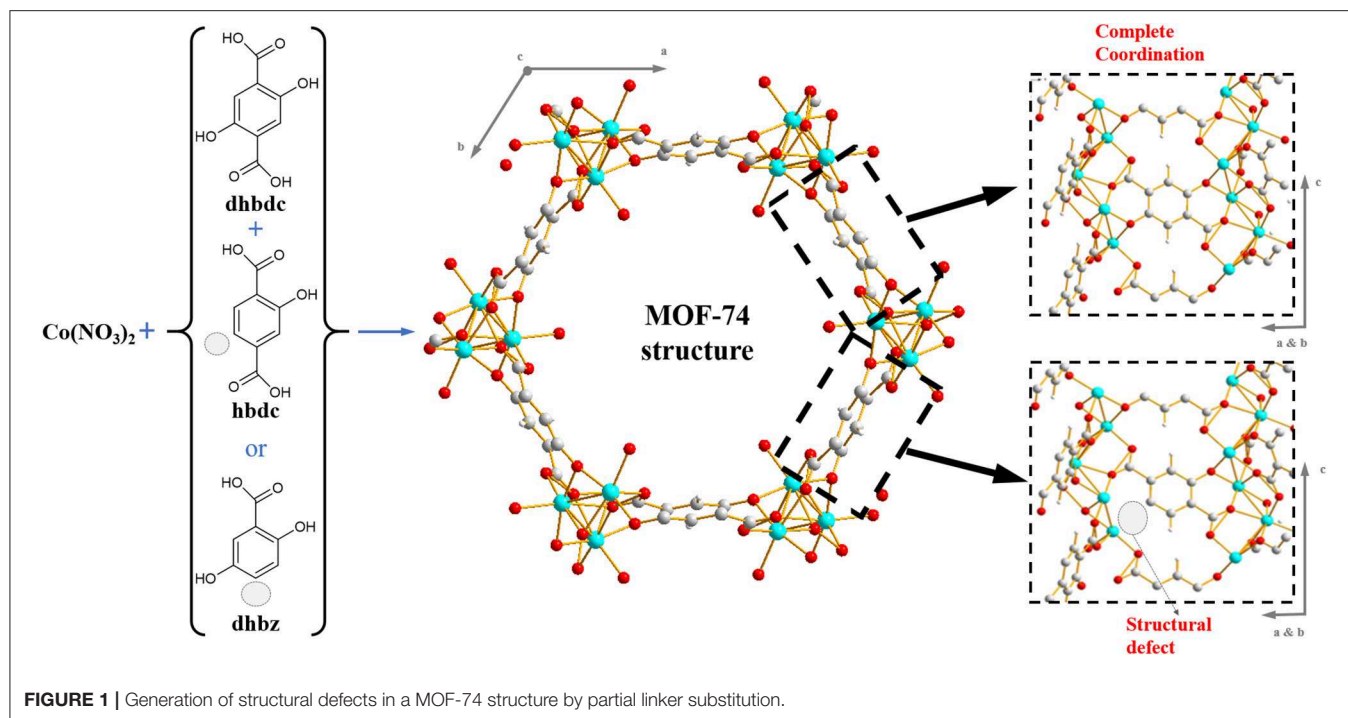 HO
O
OH
HO
O
OH
dhbdc
+
HO
O
OH
O
OH
hbdc
or
HO
O
OH
HO
dhbz
Co(NO3)2 +
c
a
b
MOF-74
structure
Complete
Coordination
c
a & b
c
a & b
Structural
defect
FIGURE 1 | Generation of structural defects in a MOF-74 structure by partial linker substitution.